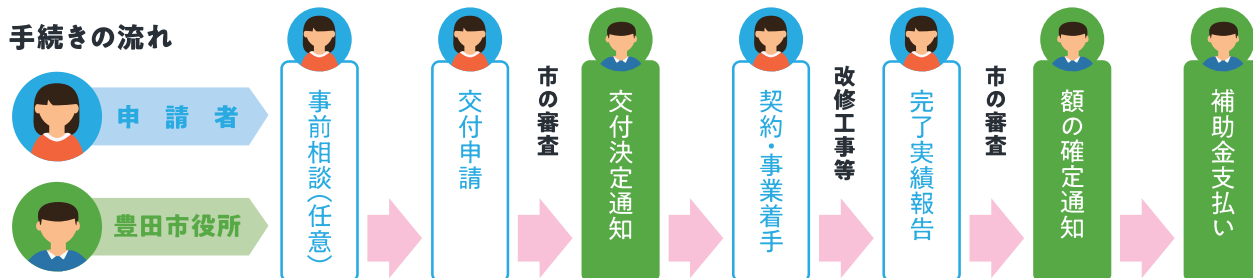 手続きの流れ
申請者
豊田市役所
事前相談(任意)
交付申請
市の審査
交付決定通知
契約・事業着手
改修工事等
完了実績報告
市の審査
額の確定通知
補助金支払い